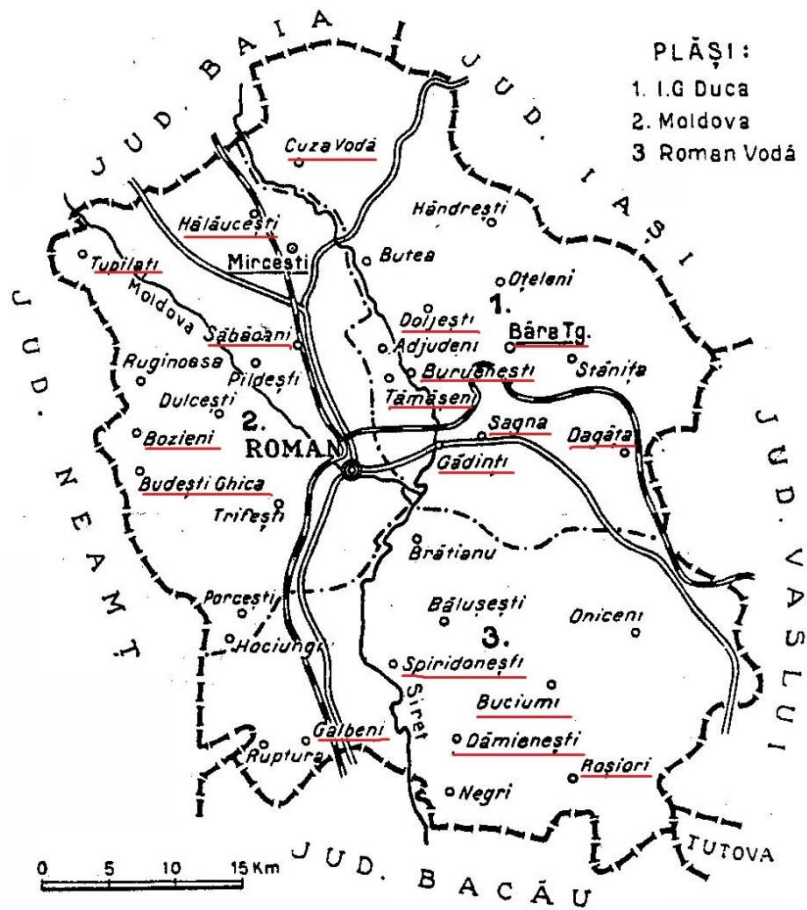 PLĂȘI:
1. I.G Duca
2. Moldova
3 Roman Vodă
JUD. BAIA
JUD. IAȘI
Cuza Vodă
Hândrești
Hălăucești
Mircești
Butea
Tupilați
Oțeleni
Moldova
1.
Doljești
Bâra Tg.
Săbăoani
Adjudeni
Stănița
Ruginoasa
Pildești
Buruenești
Tămășeni
Dulcești
2.
ROMAN
Bozieni
Sagna
Dagâța
Gădinți
Budești Ghica
Trifești
JUD. NEAMȚ
JUD. VASLUI
Brătianu
Porcești
Bălușești
Oniceni
3.
Hociungi
Spiridonești
Siret
Buciumi
Galbeni
Dămienești
Ruptura
Roșiori
Negri
TUTOVA
0 5 10 15 Km
JUD. BACĂU